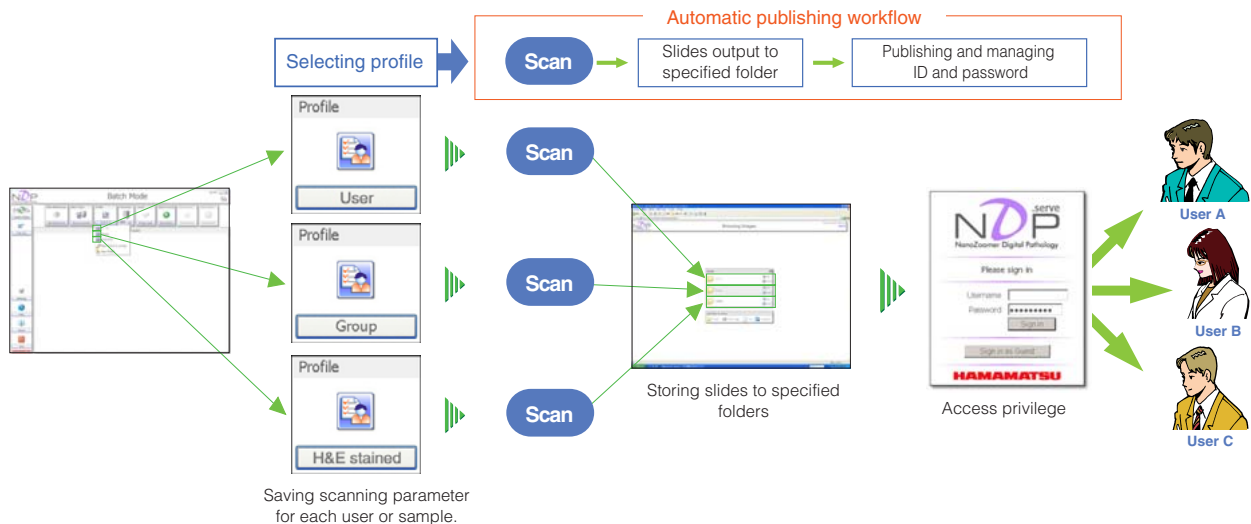 Automatic publishing workflow
Selecting profile
Scan
Slides output to
specified folder
Publishing and managing
ID and password
Profile
User
Scan
Profile
Group
Scan
Profile
H&E stained
Scan
Saving scanning parameter
for each user or sample.
NDP
Batch Mode
Storing slides to specified
folders
NDP.serve
NanoZoomer Digital Pathology
Please sign in
Username
Password
Sign in
Sign in as Guest
HAMAMATSU
Access privilege
User A
User B
User C